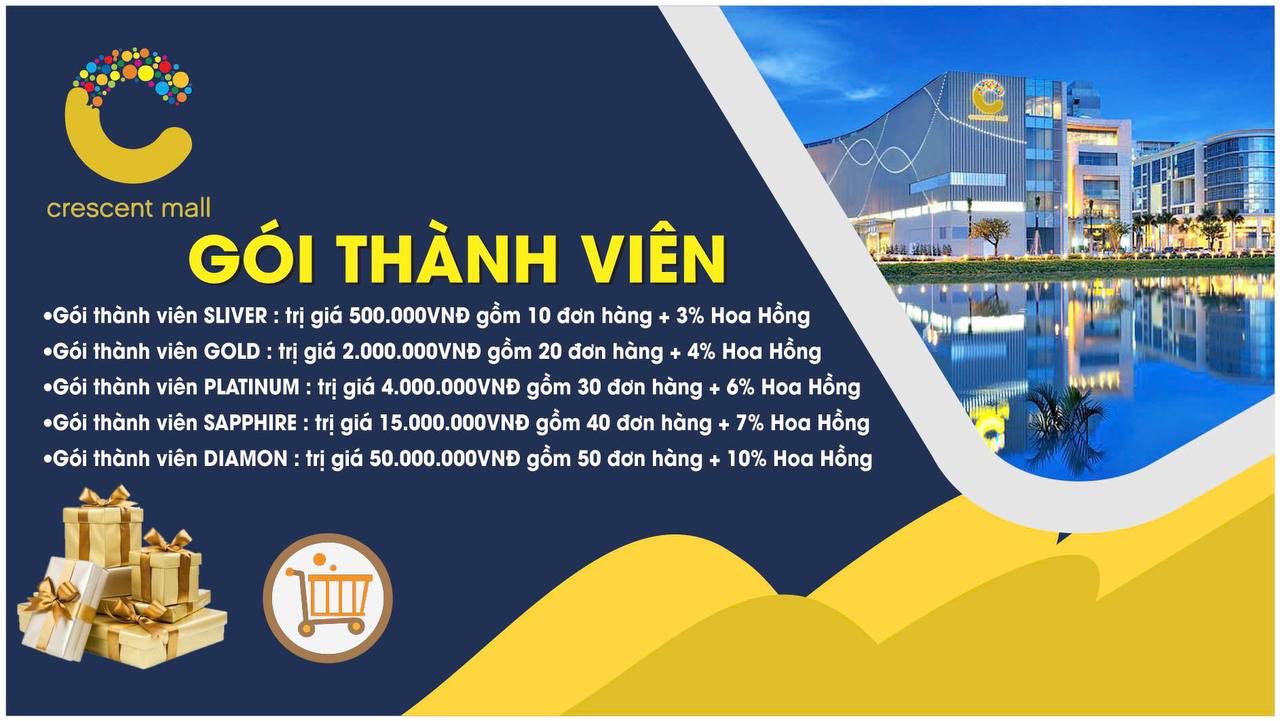 crescent mall
crescent mall
GÓI THÀNH VIÊN
•Gói thành viên SLIVER : trị giá 500.000VNĐ gồm 10 đơn hàng + 3% Hoa Hồng
•Gói thành viên GOLD : trị giá 2.000.000VNĐ gồm 20 đơn hàng + 4% Hoa Hồng
•Gói thành viên PLATINUM : trị giá 4.000.000VNĐ gồm 30 đơn hàng + 6% Hoa Hồng
•Gói thành viên SAPPHIRE : trị giá 15.000.000VNĐ gồm 40 đơn hàng + 7% Hoa Hồng
•Gói thành viên DIAMON : trị giá 50.000.000VNĐ gồm 50 đơn hàng + 10% Hoa Hồng